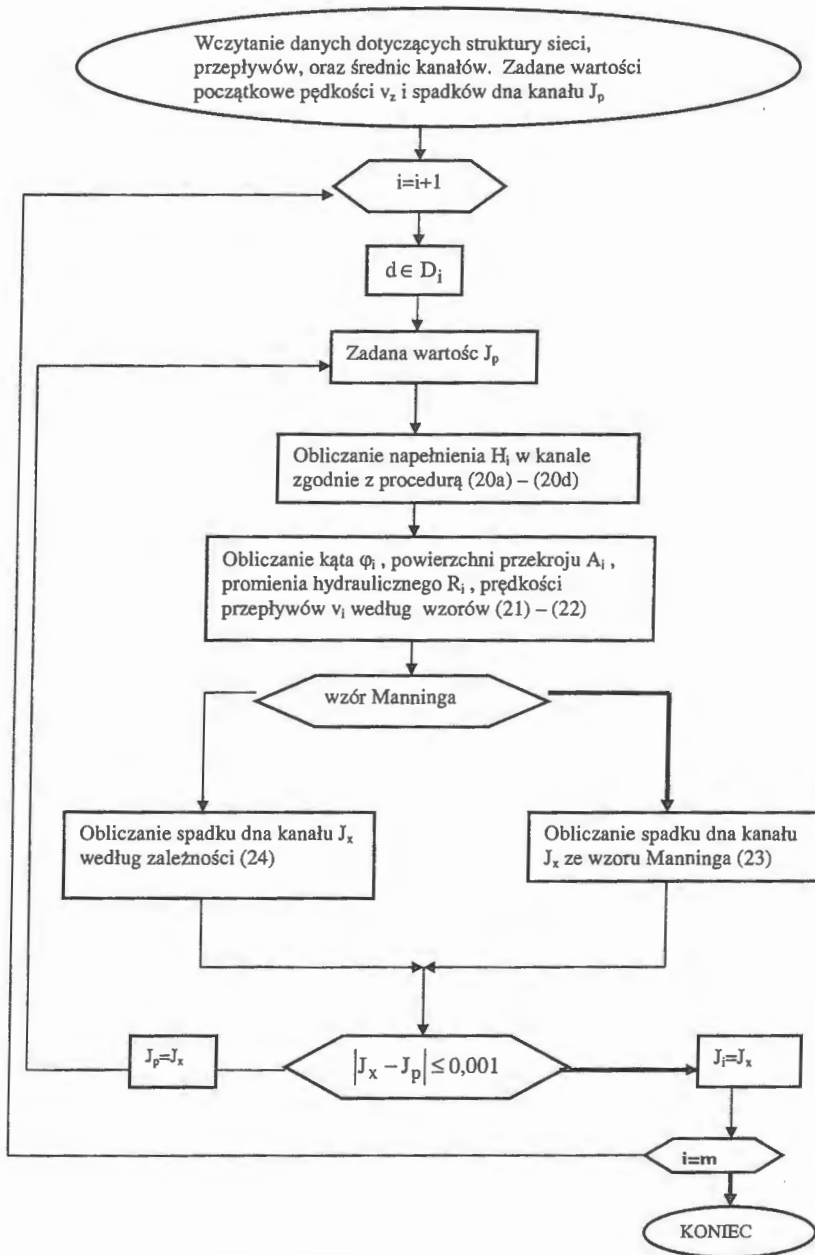 Wczytanie danych dotyczących struktury sieci,
przepływów, oraz średnic kanałów. Zadane wartości
początkowe pędkości v_z i spadków dna kanału J_p
i=i+1
d ∈ D_i
Zadana wartośc J_p
Obliczanie napełnienia H_i w kanale
zgodnie z procedurą (20a) – (20d)
Obliczanie kąta φ_i , powierzchni przekroju A_i ,
promienia hydraulicznego R_i , prędkości
przepływów v_i według wzorów (21) – (22)
wzór Manninga
Obliczanie spadku dna kanału J_x
według zależności (24)
Obliczanie spadku dna kanału
J_x ze wzoru Manninga (23)
J_p=J_x
|J_x – J_p| ≤ 0,001
J_i=J_x
i=m
KONIEC